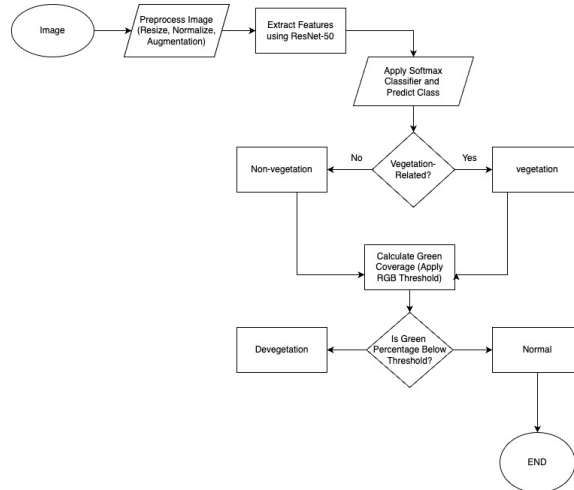 Image
Preprocess Image
(Resize, Normalize,
Augmentation)
Extract Features
using ResNet-50
Apply Softmax
Classifier and
Predict Class
No
Vegetation-
Related?
Yes
Non-vegetation
vegetation
Calculate Green
Coverage (Apply
RGB Threshold)
Is Green
Percentage Below
Threshold?
Devegetation
Normal
END